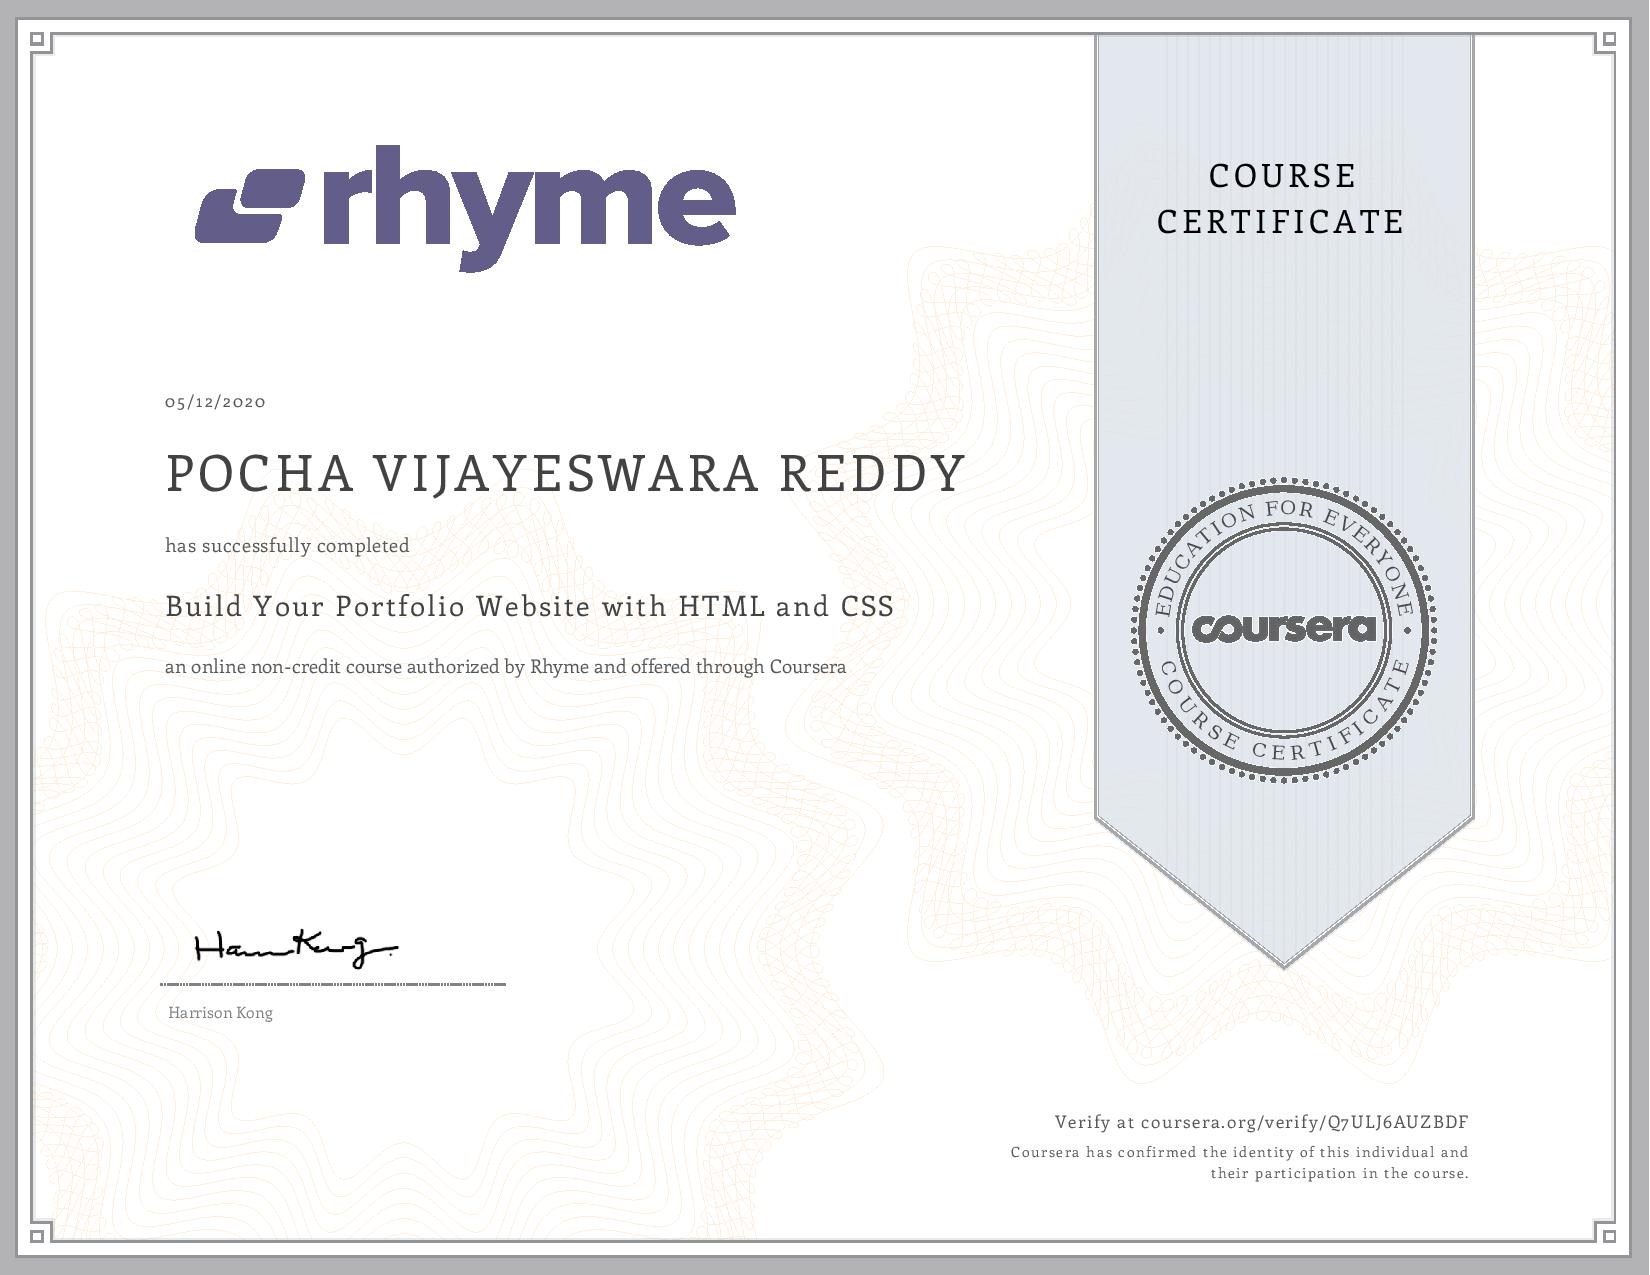 rhyme
COURSE
CERTIFICATE
05/12/2020
POCHA VIJAYESWARA REDDY
has successfully completed
Build Your Portfolio Website with HTML and CSS
an online non-credit course authorized by Rhyme and offered through Coursera
EDUCATION FOR EVERYONE
coursera
COURSE CERTIFICATE
Harrison Kong
Verify at coursera.org/verify/Q7ULJ6AUZBDF
Coursera has confirmed the identity of this individual and
their participation in the course.